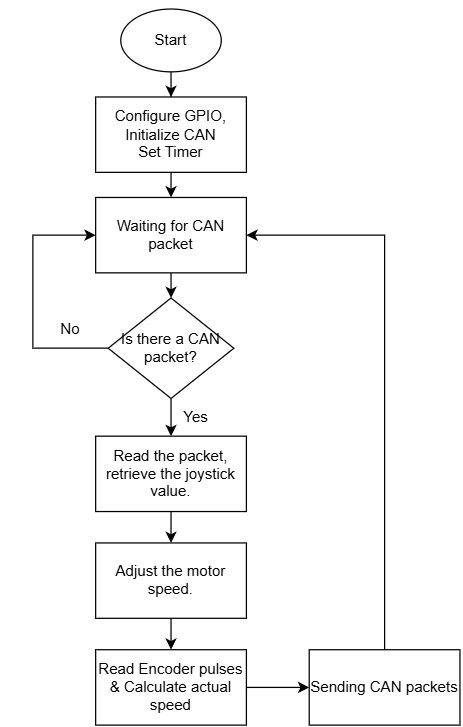 Start
Configure GPIO,
Initialize CAN
Set Timer
Waiting for CAN
packet
No
Is there a CAN
packet?
Yes
Read the packet,
retrieve the joystick
value.
Adjust the motor
speed.
Read Encoder pulses
& Calculate actual
speed
Sending CAN packets